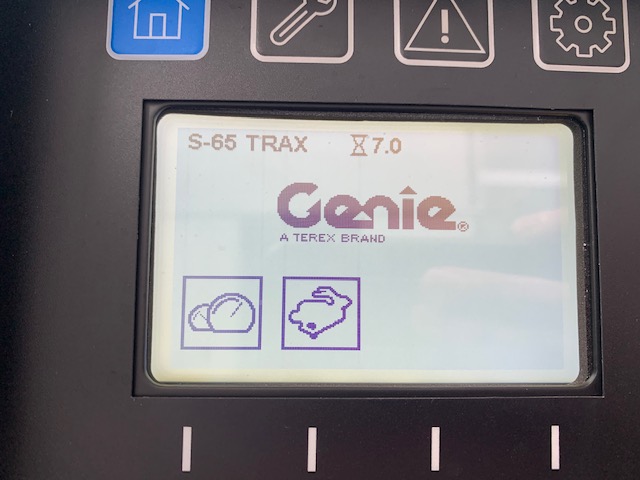 S-65 TRAX 7.0
Genie®
A TEREX BRAND